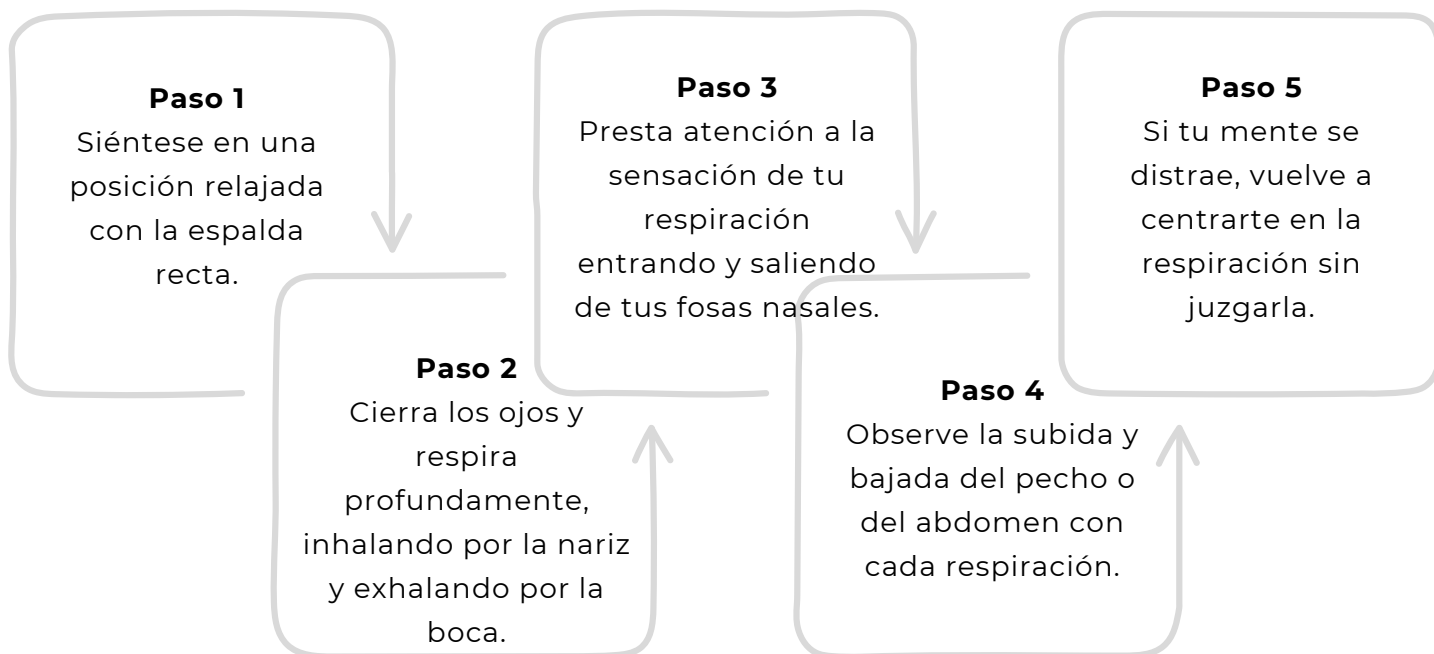 Paso 1
Siéntese en una
posición relajada
con la espalda
recta.
Paso 2
Cierra los ojos y
respira
profundamente,
inhalando por la nariz
y exhalando por la
boca.
Paso 3
Presta atención a la
sensación de tu
respiración
entrando y saliendo
de tus fosas nasales.
Paso 4
Observe la subida y
bajada del pecho o
del abdomen con
cada respiración.
Paso 5
Si tu mente se
distrae, vuelve a
centrarte en la
respiración sin
juzgarla.